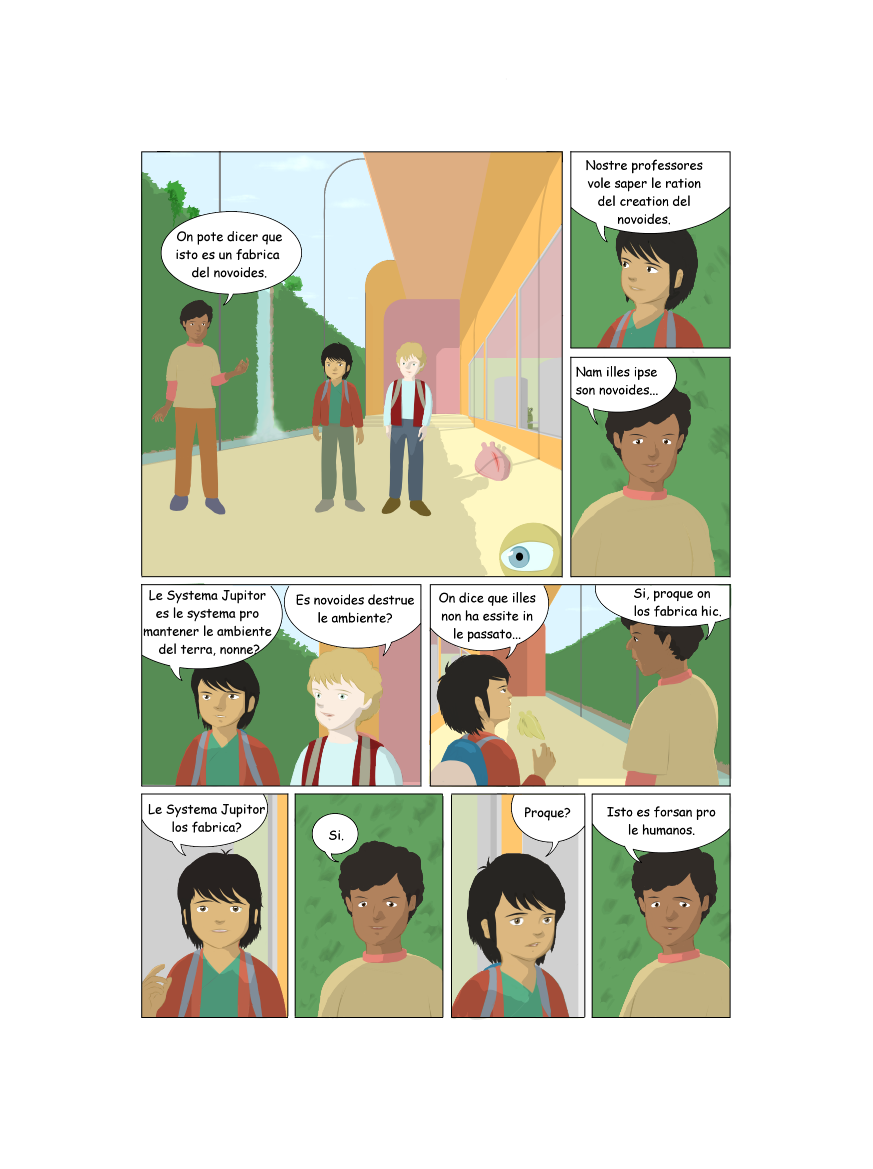 On pote dicer que
isto es un fabrica
del novoides.
Nostre professores
vole saper le ration
del creation del
novoides.
Nam illes ipse
son novoides...
Le Systema Jupitor
es le systema pro
mantener le ambiente
del terra, nonne?
Es novoides destrue
le ambiente?
On dice que illes
non ha essite in
le passato...
Si, proque on
los fabrica hic.
Le Systema Jupitor
los fabrica?
Si.
Proque?
Isto es forsan pro
le humanos.